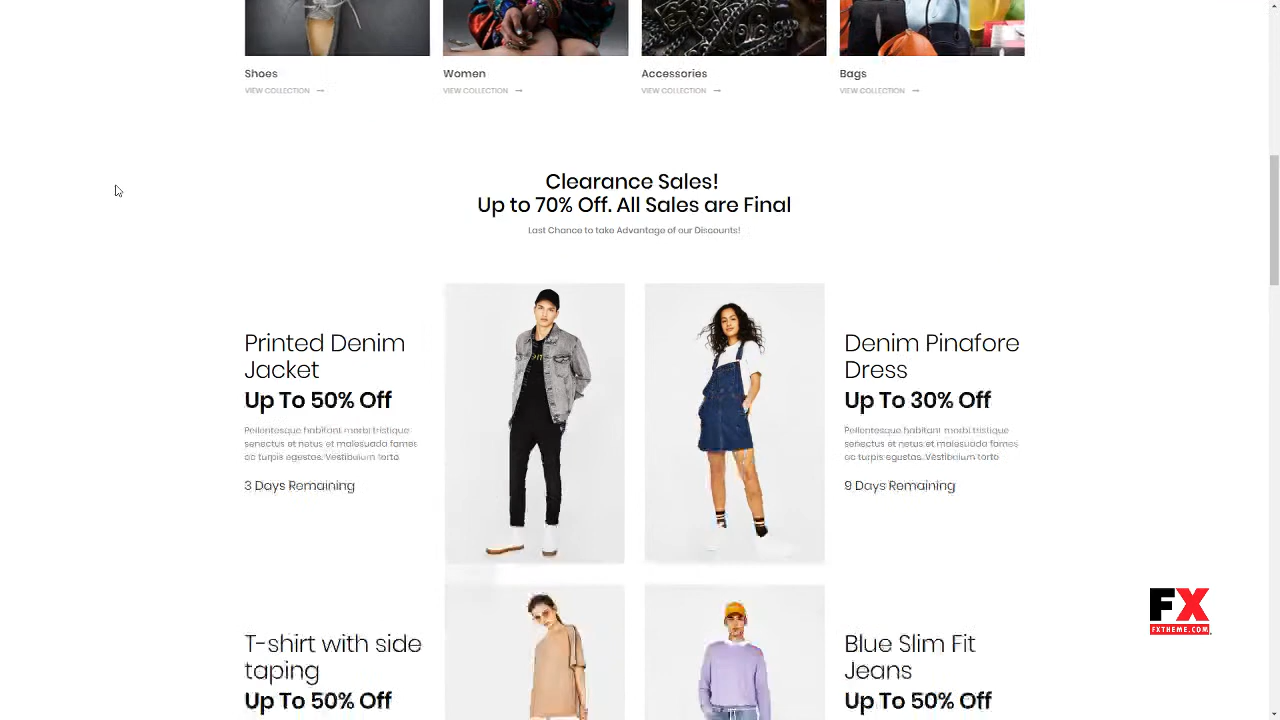 Shoes
VIEW COLLECTION
Women
VIEW COLLECTION
Accessories
VIEW COLLECTION
Bags
VIEW COLLECTION
Clearance Sales!
Up to 70% Off. All Sales are Final
Last Chance to take Advantage of our Discounts!
Printed Denim
Jacket
Up To 50% Off
Pellentesque habitant morbi tristique
senectus et netus et malesuada fames
ac turpis egestas. Vestibulum torto
3 Days Remaining
Denim Pinafore
Dress
Up To 30% Off
Pellentesque habitant morbi tristique
senectus et netus et malesuada fames
ac turpis egestas. Vestibulum torto
9 Days Remaining
T-shirt with side
taping
Up To 50% Off
Blue Slim Fit
Jeans
Up To 50% Off
FX
FXTHEME.COM